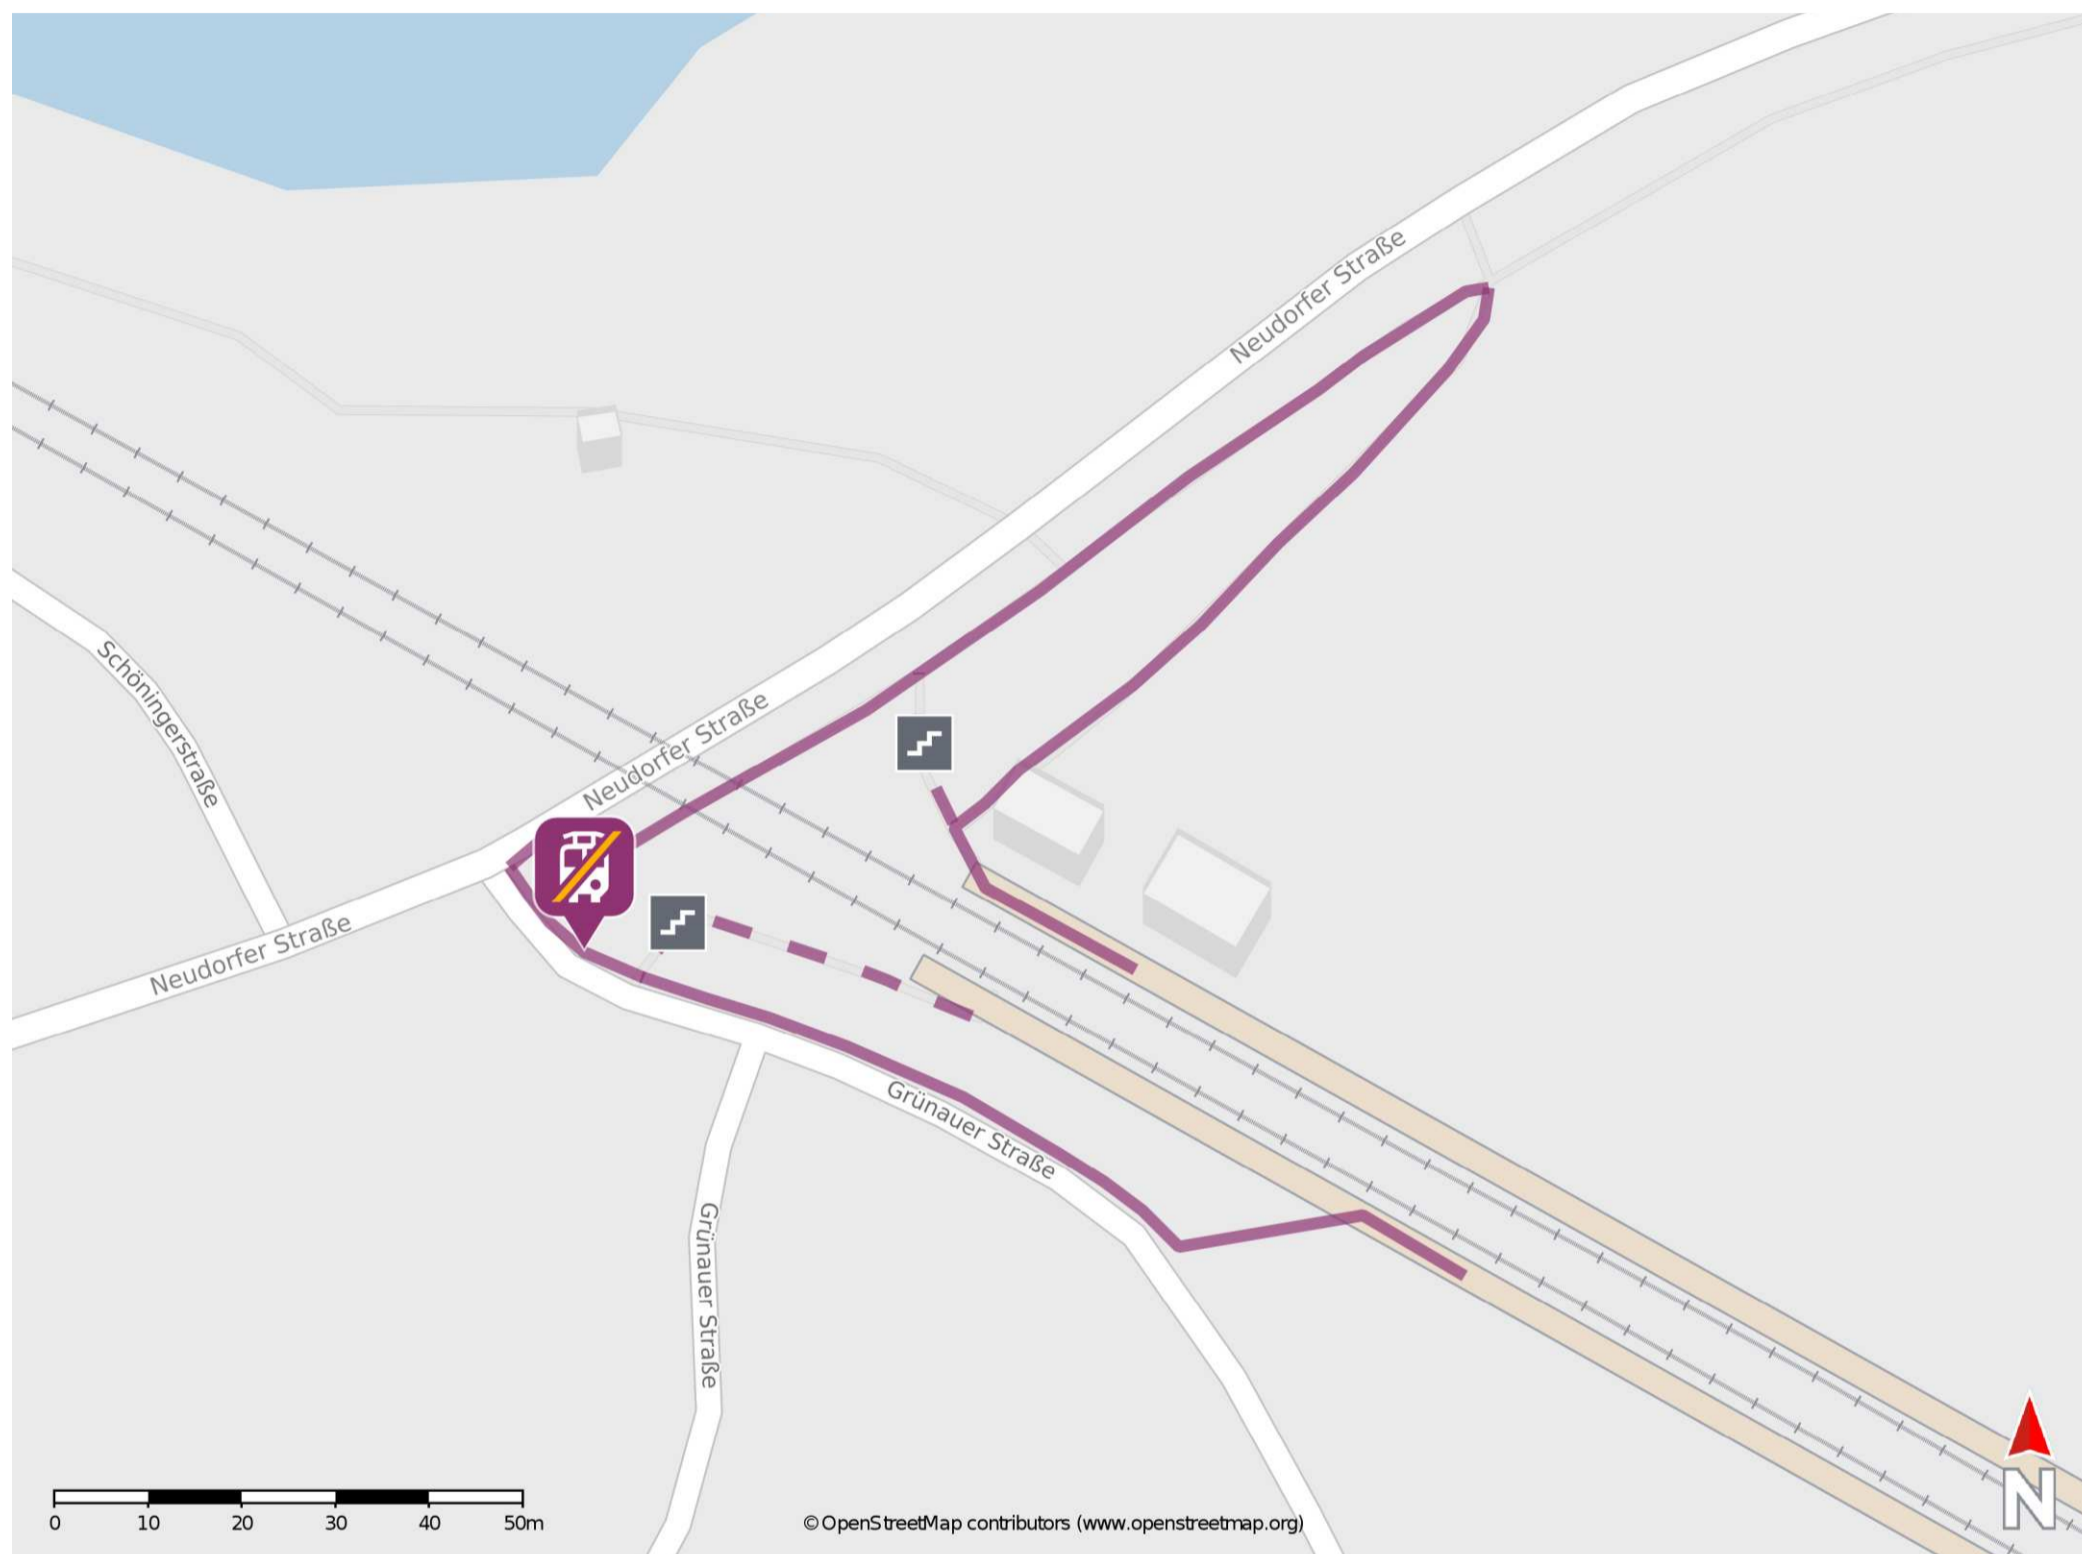 Neudorfer Straße
Schöningerstraße
Neudorfer Straße
Neudorfer Straße
Grünauer Straße
Grünauer Straße
N
0 10 20 30 40 50m
© OpenStreetMap contributors (www.openstreetmap.org)